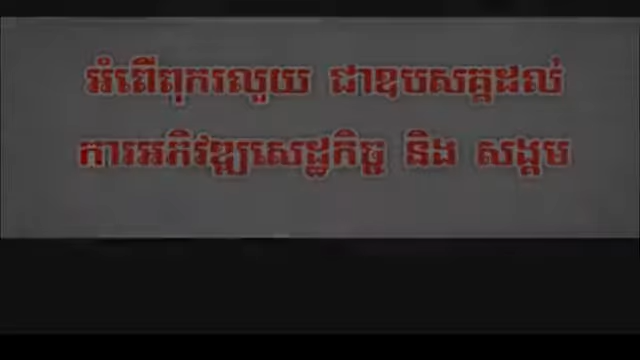 អំពើពុករលួយ ជាឧបសគ្គដល់
ការអភិវឌ្ឍសេដ្ឋកិច្ច និង សង្គម